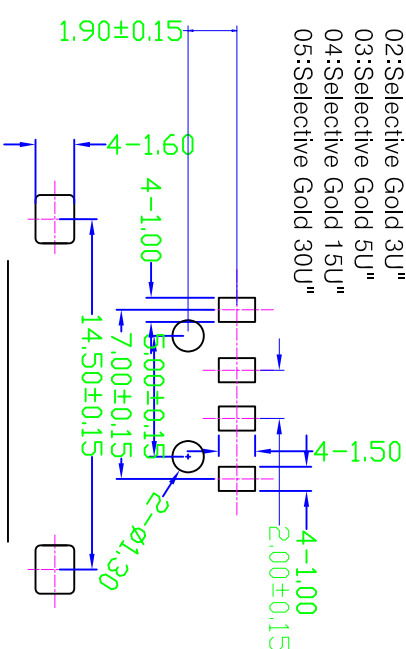 02:Selective Gold 3U"
03:Selective Gold 5U"
04:Selective Gold 15U"
05:Selective Gold 30U"
1.90±0.15
4-1.60
4-1.00
5.00±0.15
7.00±0.15
14.50±0.15
4-1.50
4-1.00
2.00±0.15
2-ø1.30